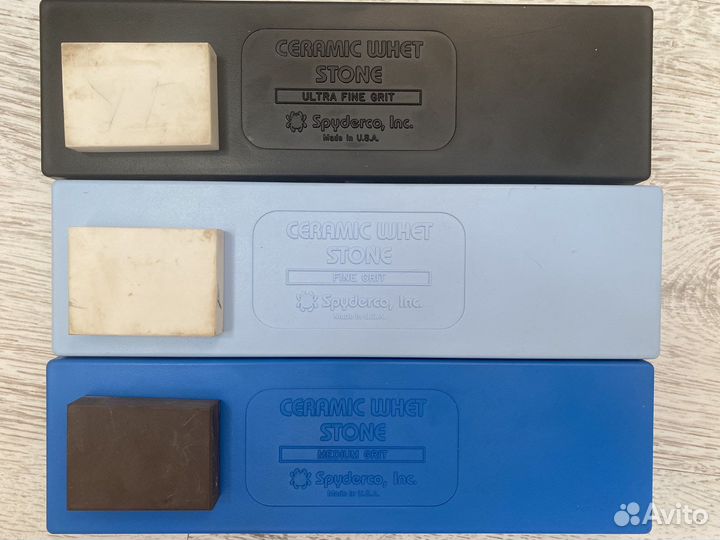 CERAMIC WHET
STONE
ULTRA FINE GRIT
Spyderco, Inc.
Made in U.S.A.
CERAMIC WHET
STONE
FINE GRIT
Spyderco, Inc.
Made in U.S.A.
CERAMIC WHET
STONE
MEDIUM GRIT
Spyderco, Inc.
Made in U.S.A.
Avito